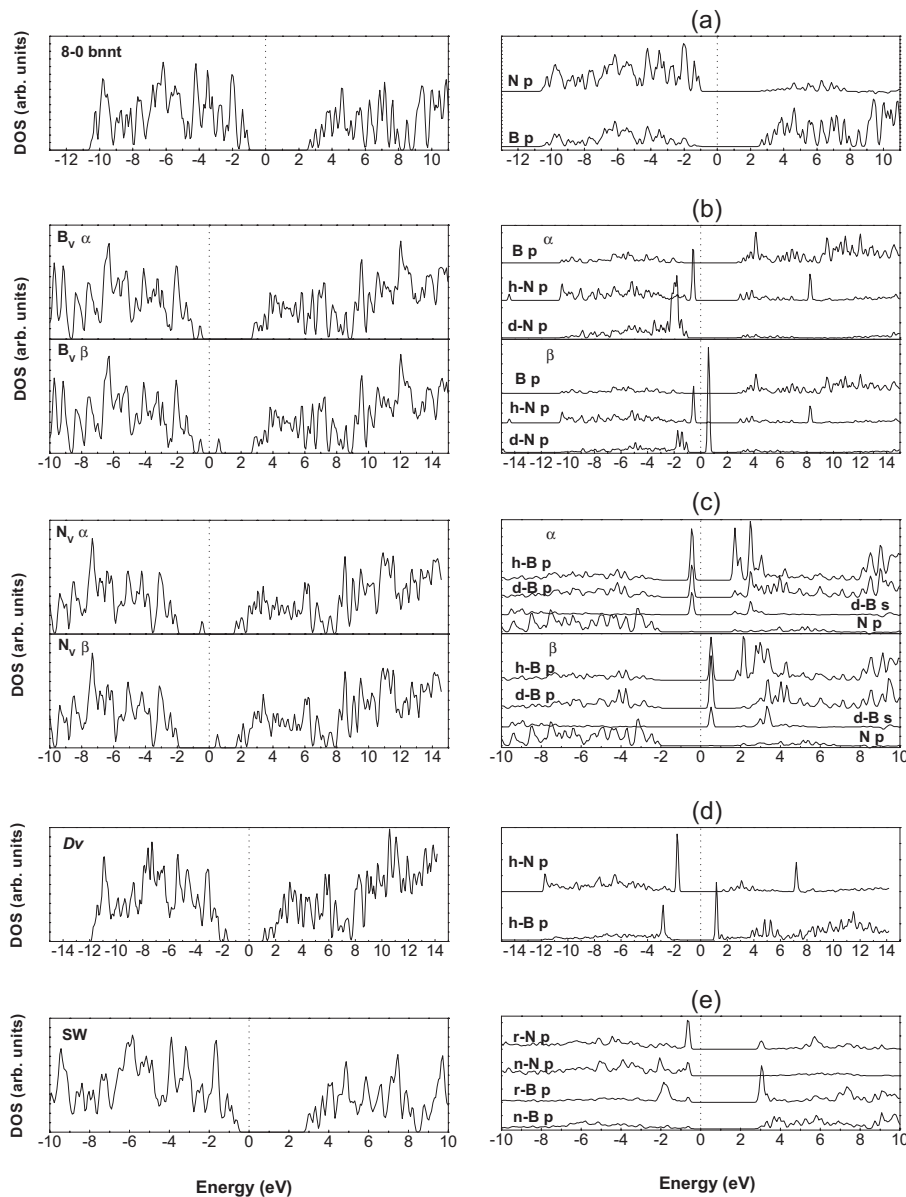 (a)
DOS (arb. units)
8-0 bnnt
-12 -10 -8 -6 -4 -2 0 2 4 6 8 10
N p
B p
-12 -10 -8 -6 -4 -2 0 2 4 6 8 10
(b)
DOS (arb. units)
Bv α
Bv β
-10 -8 -6 -4 -2 0 2 4 6 8 10 12 14
α
B p
h-N p
d-N p
β
B p
h-N p
d-N p
-14 -12 -10 -8 -6 -4 -2 0 2 4 6 8 10 12 14
(c)
DOS (arb. units)
Nv α
Nv β
-10 -8 -6 -4 -2 0 2 4 6 8 10 12 14
α
h-B p
d-B p
d-B s
N p
β
h-B p
d-B p
d-B s
N p
-10 -8 -6 -4 -2 0 2 4 6 8 10
(d)
DOS (arb. units)
Dv
-14 -12 -10 -8 -6 -4 -2 0 2 4 6 8 10 12 14
h-N p
h-B p
-14 -12 -10 -8 -6 -4 -2 0 2 4 6 8 10 12 14
(e)
DOS (arb. units)
SW
-10 -8 -6 -4 -2 0 2 4 6 8 10
r-N p
n-N p
r-B p
n-B p
-10 -8 -6 -4 -2 0 2 4 6 8 10
Energy (eV)
Energy (eV)